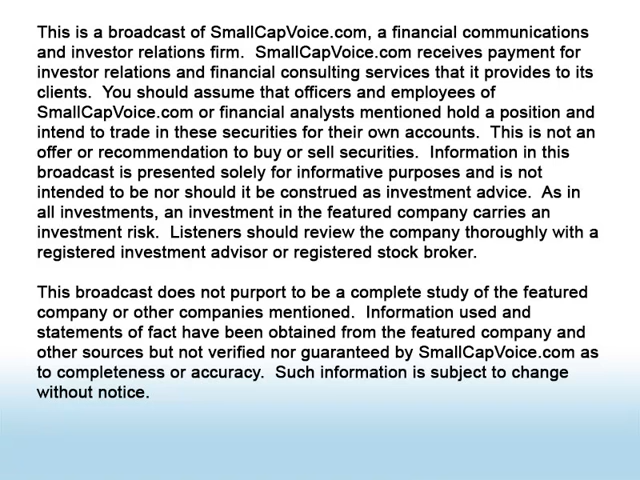 This is a broadcast of SmallCapVoice.com, a financial communications
and investor relations firm.  SmallCapVoice.com receives payment for
investor relations and financial consulting services that it provides to its
clients.  You should assume that officers and employees of
SmallCapVoice.com or financial analysts mentioned hold a position and
intend to trade in these securities for their own accounts.  This is not an
offer or recommendation to buy or sell securities.  Information in this
broadcast is presented solely for informative purposes and is not
intended to be nor should it be construed as investment advice.  As in
all investments, an investment in the featured company carries an
investment risk.  Listeners should review the company thoroughly with a
registered investment advisor or registered stock broker.

This broadcast does not purport to be a complete study of the featured
company or other companies mentioned.  Information used and
statements of fact have been obtained from the featured company and
other sources but not verified nor guaranteed by SmallCapVoice.com as
to completeness or accuracy.  Such information is subject to change
without notice.